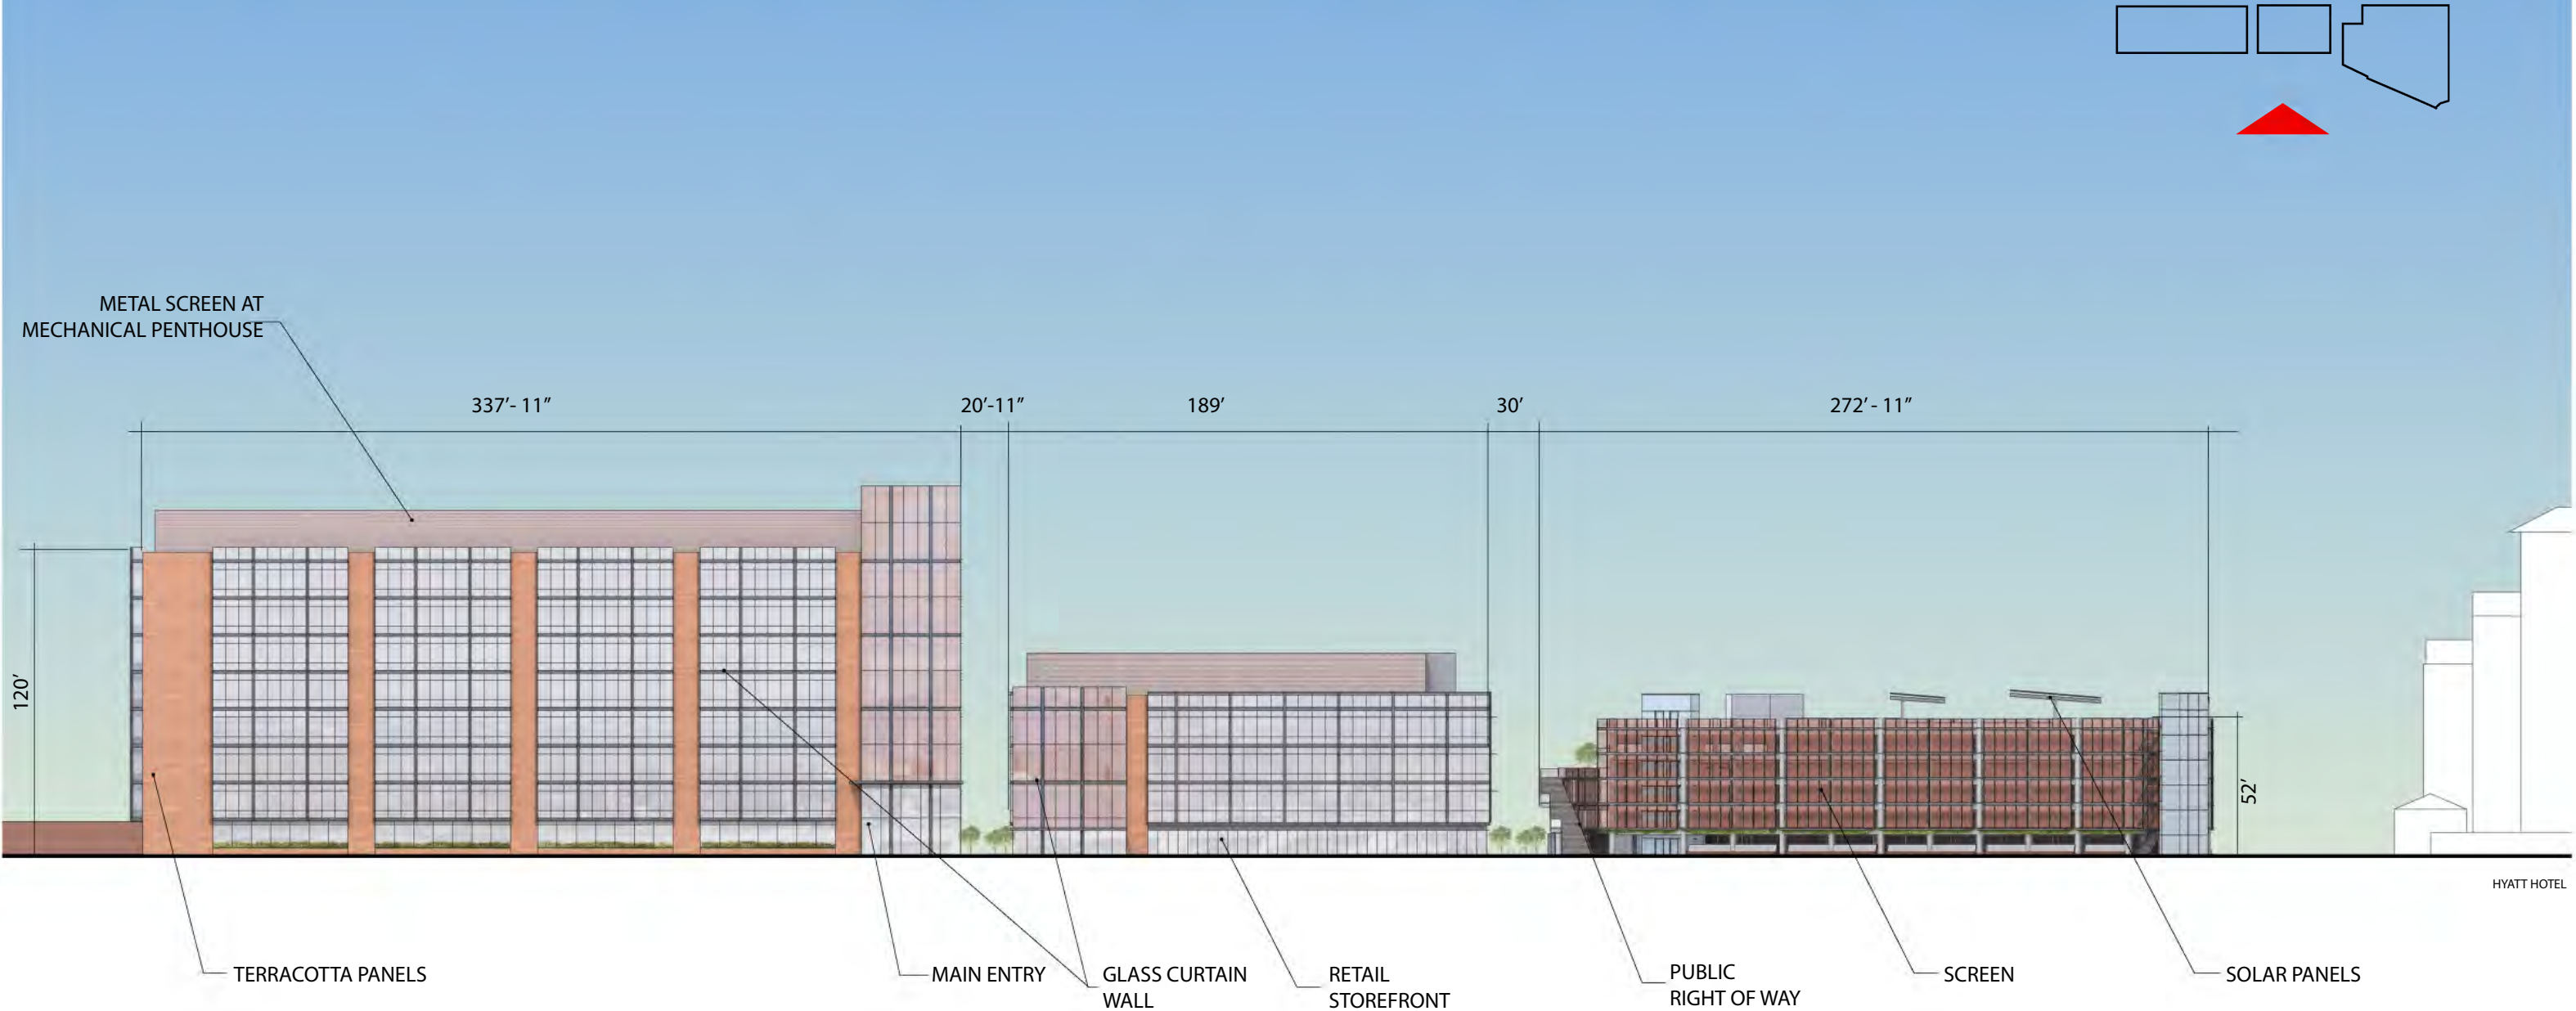 METAL SCREEN AT
MECHANICAL PENTHOUSE
337’- 11”
20’-11”
189’
30’
272’ - 11”
120’
52’
HYATT HOTEL
TERRACOTTA PANELS
MAIN ENTRY
GLASS CURTAIN
WALL
RETAIL
STOREFRONT
PUBLIC
RIGHT OF WAY
SCREEN
SOLAR PANELS